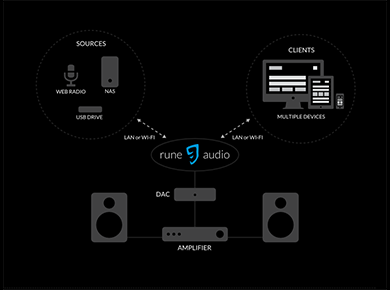 SOURCES
WEB RADIO
NAS
USB DRIVE
CLIENTS
MULTIPLE DEVICES
LAN or WI-FI
LAN or WI-FI
rune audio
DAC
AMPLIFIER